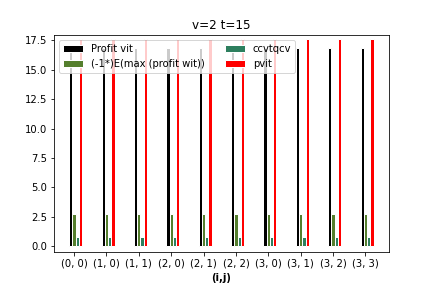 v=2 t=15
17.5
15.0
12.5
10.0
7.5
5.0
2.5
0.0
Profit vit
(-1*)E(max (profit wit))
ccvtqcv
pvit
(0, 0) (1, 0) (1, 1) (2, 0) (2, 1) (2, 2) (3, 0) (3, 1) (3, 2) (3, 3)
(i,j)